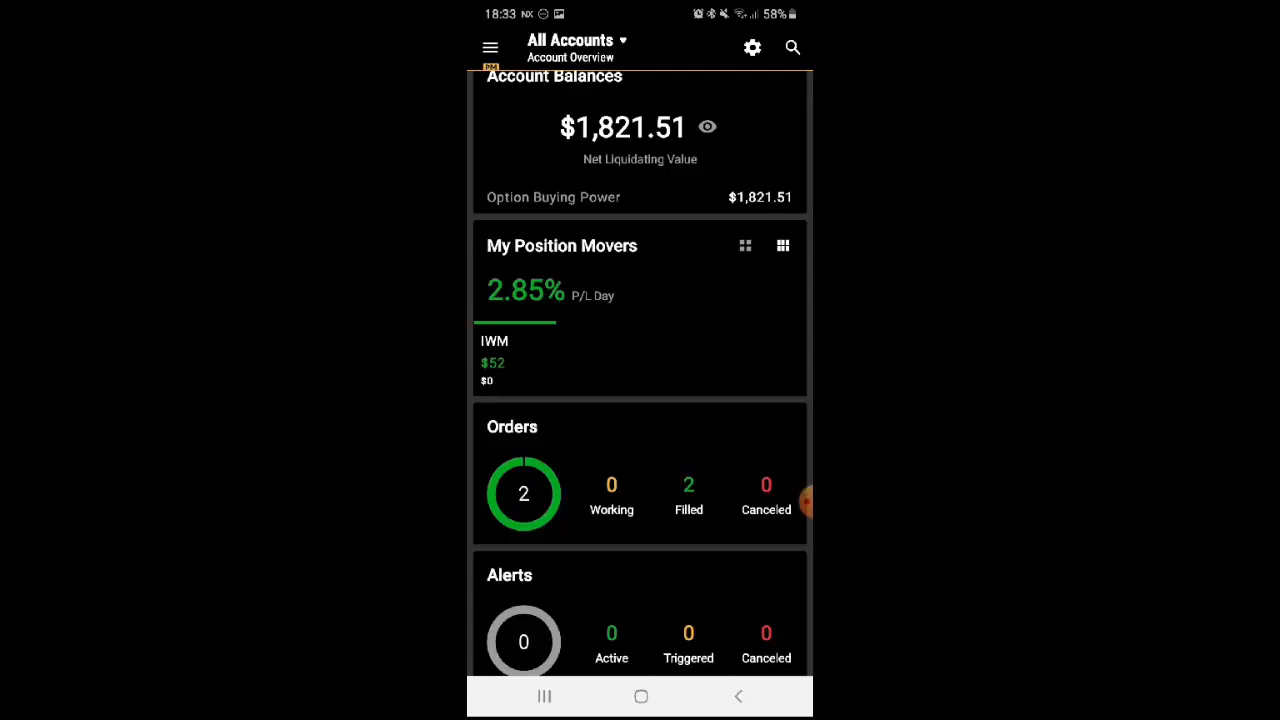 18:33 NX 58%
All Accounts
Account Overview
PM
Account Balances
$1,821.51
Net Liquidating Value
Option Buying Power $1,821.51
My Position Movers
2.85% P/L Day
IWM
$52
$0
Orders
2 0 2 0
Working Filled Canceled
Alerts
0 0 0 0
Active Triggered Canceled